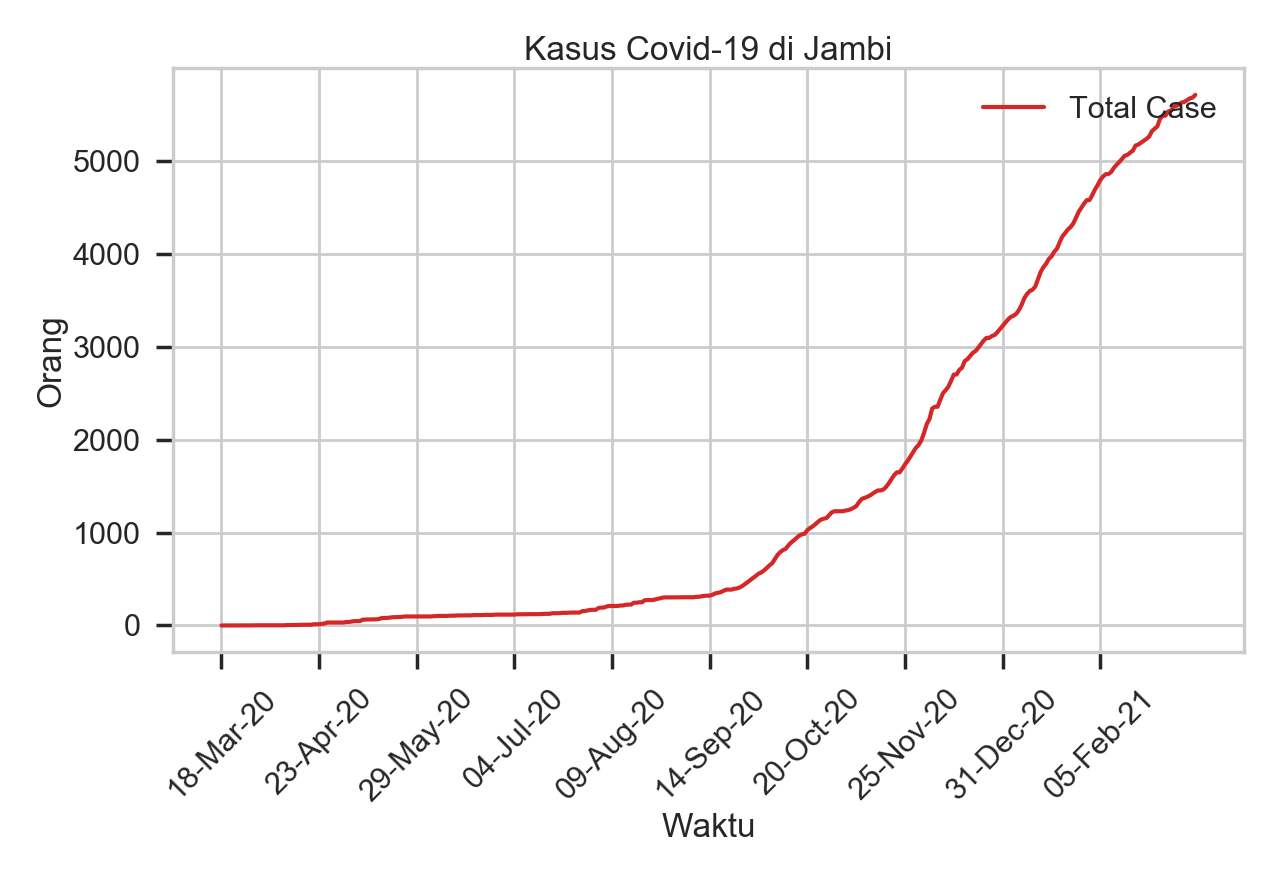 Kasus Covid-19 di Jambi
Total Case
5000
4000
3000
2000
1000
0
Orang
18-Mar-20
23-Apr-20
29-May-20
04-Jul-20
09-Aug-20
14-Sep-20
20-Oct-20
25-Nov-20
31-Dec-20
05-Feb-21
Waktu